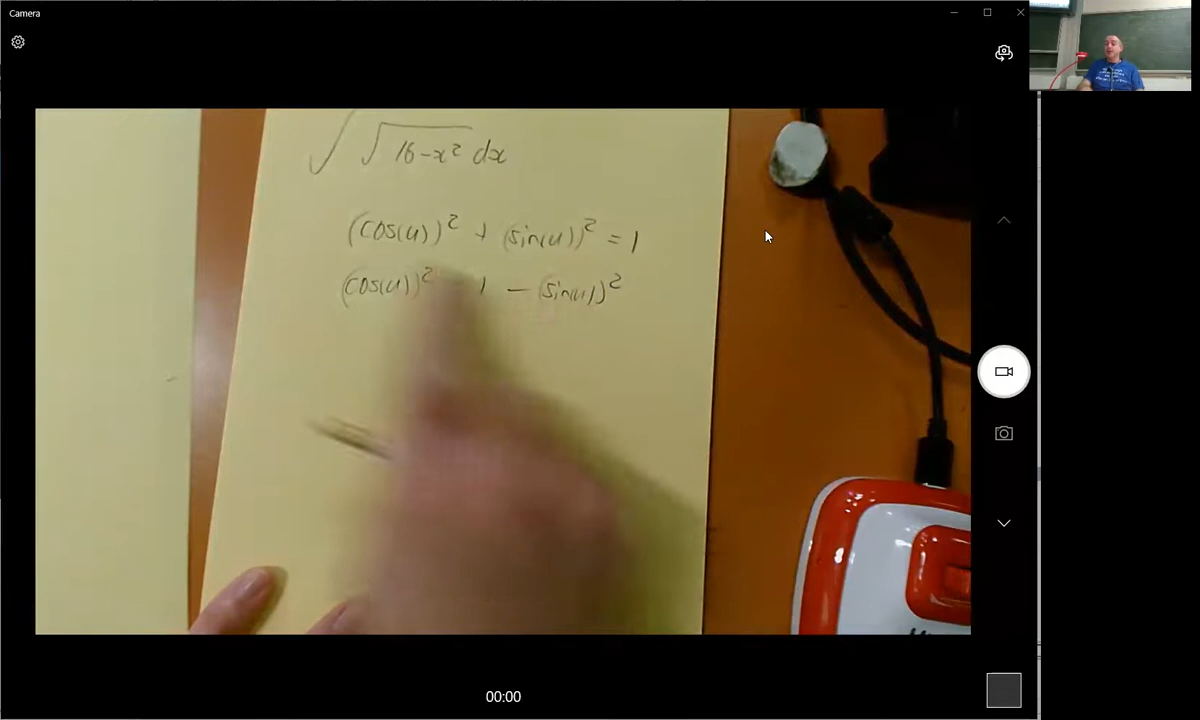 Camera
∫ √16-x² dx
(cos(u))² + (sin(u))² = 1
(cos(u))² 1 - (sin(u))²
00:00